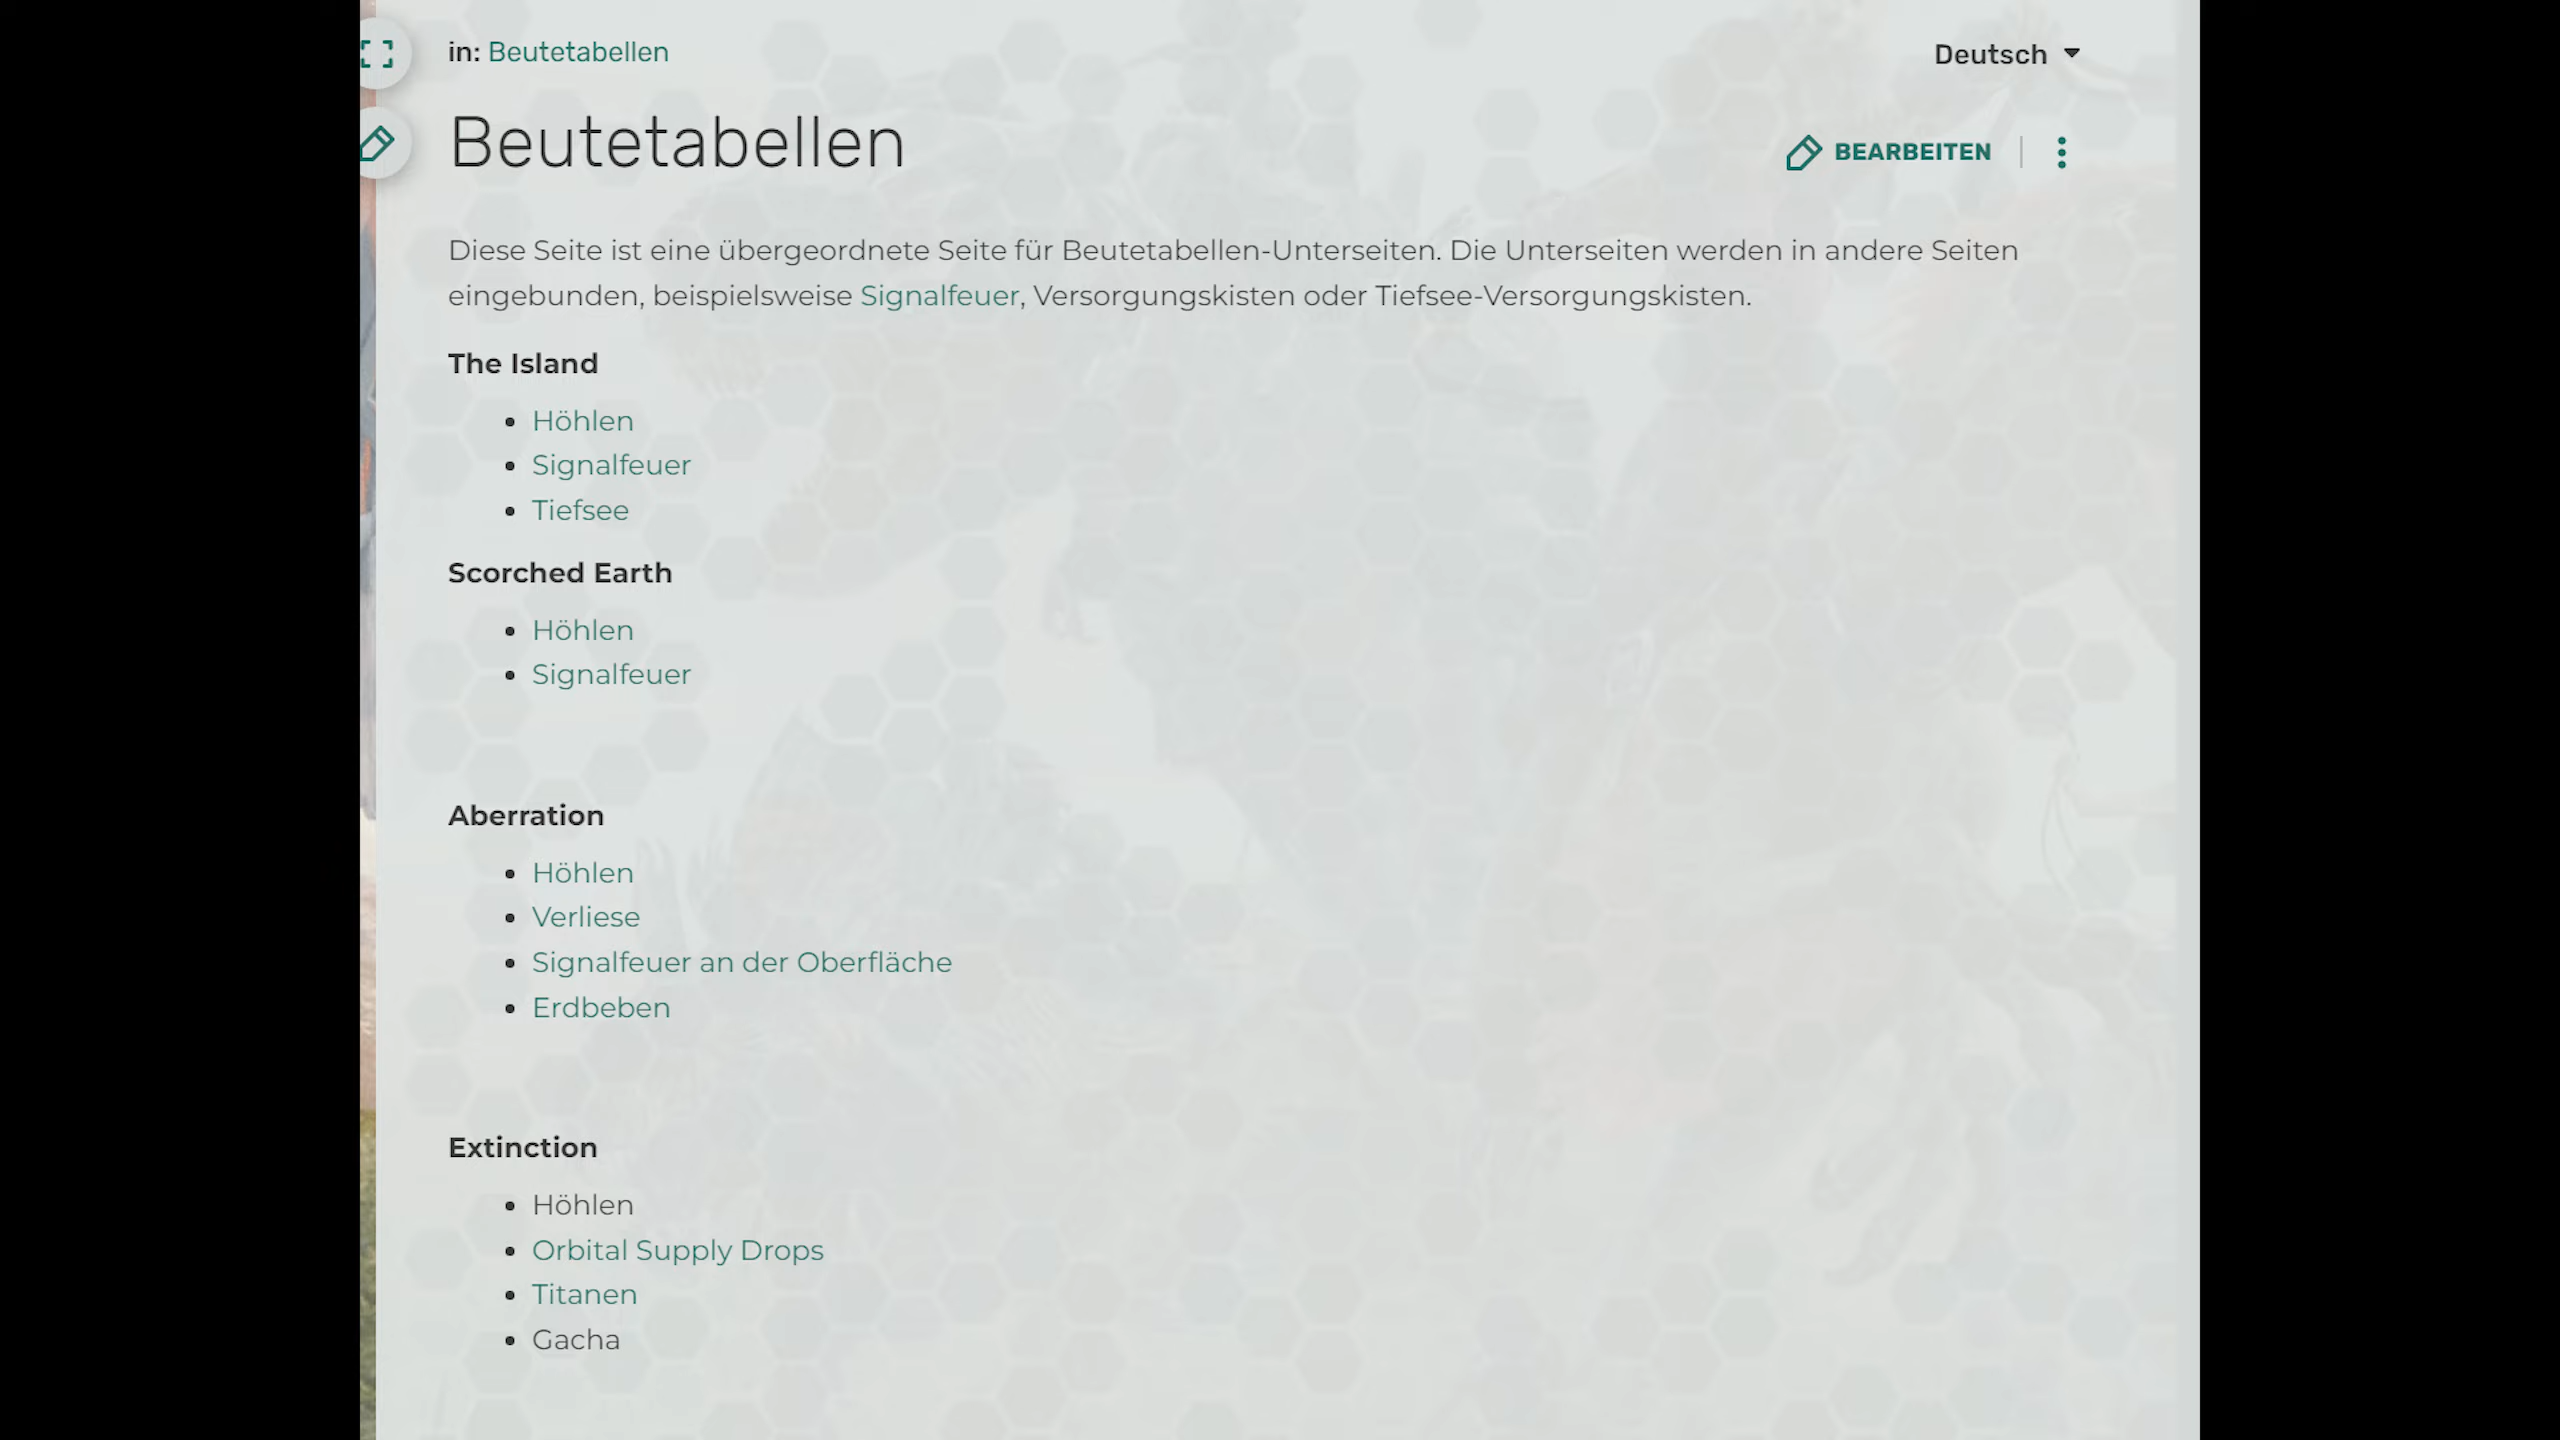 in: Beutetabellen
Deutsch
Beutetabellen
BEARBEITEN
Diese Seite ist eine übergeordnete Seite für Beutetabellen-Unterseiten. Die Unterseiten werden in andere Seiten
eingebunden, beispielsweise Signalfeuer, Versorgungskisten oder Tiefsee-Versorgungskisten.
The Island
Höhlen
Signalfeuer
Tiefsee
Scorched Earth
Höhlen
Signalfeuer
Aberration
Höhlen
Verliese
Signalfeuer an der Oberfläche
Erdbeben
Extinction
Höhlen
Orbital Supply Drops
Titanen
Gacha